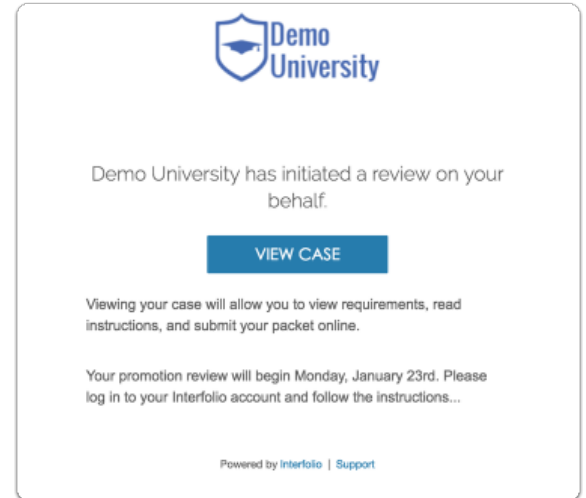 Demo
University
Demo University has initiated a review on your
behalf.
VIEW CASE
Viewing your case will allow you to view requirements, read
instructions, and submit your packet online.
Your promotion review will begin Monday, January 23rd. Please
log in to your Interfolio account and follow the instructions...
Powered by Interfolio | Support